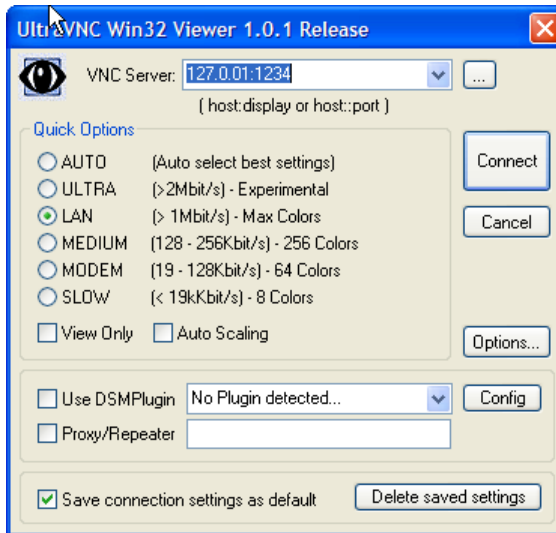 UltraVNC Win32 Viewer 1.0.1 Release
VNC Server: 127.0.01:1234 ...
( host:display or host::port )
Quick Options
AUTO (Auto select best settings)
ULTRA (>2Mbit/s) - Experimental
LAN (> 1Mbit/s) - Max Colors
MEDIUM (128 - 256Kbit/s) - 256 Colors
MODEM (19 - 128Kbit/s) - 64 Colors
SLOW (< 19kKbit/s) - 8 Colors
View Only Auto Scaling
Connect
Cancel
Options...
Use DSMPlugin No Plugin detected... Config
Proxy/Repeater
Save connection settings as default Delete saved settings